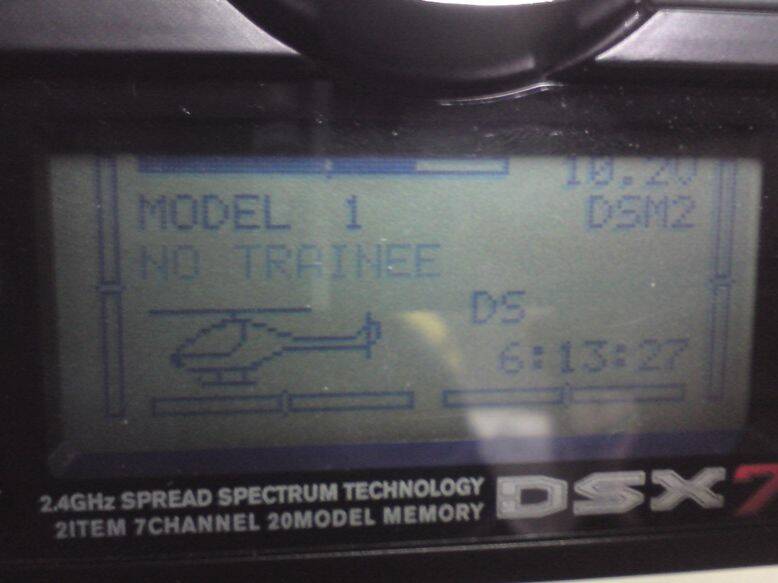 10.2V
MODEL 1 DSM2
NO TRAINEE
DS
6:13:27
2.4GHz SPREAD SPECTRUM TECHNOLOGY
2ITEM 7CHANNEL 20MODEL MEMORY
DSX7